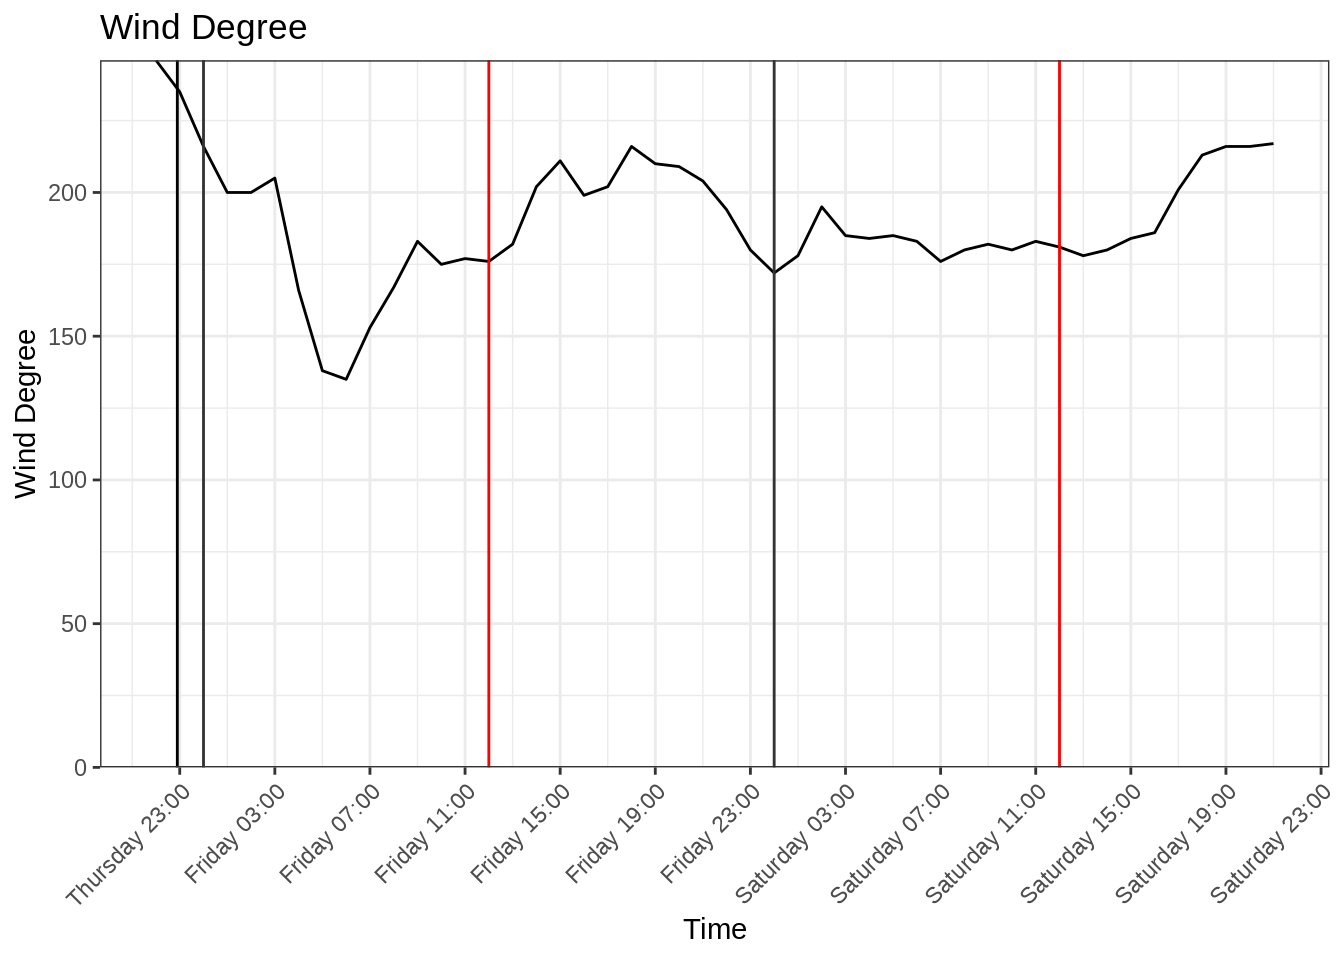 Wind Degree
Wind Degree
200
150
100
50
0
Thursday 23:00
Friday 03:00
Friday 07:00
Friday 11:00
Friday 15:00
Friday 19:00
Friday 23:00
Saturday 03:00
Saturday 07:00
Saturday 11:00
Saturday 15:00
Saturday 19:00
Saturday 23:00
Time